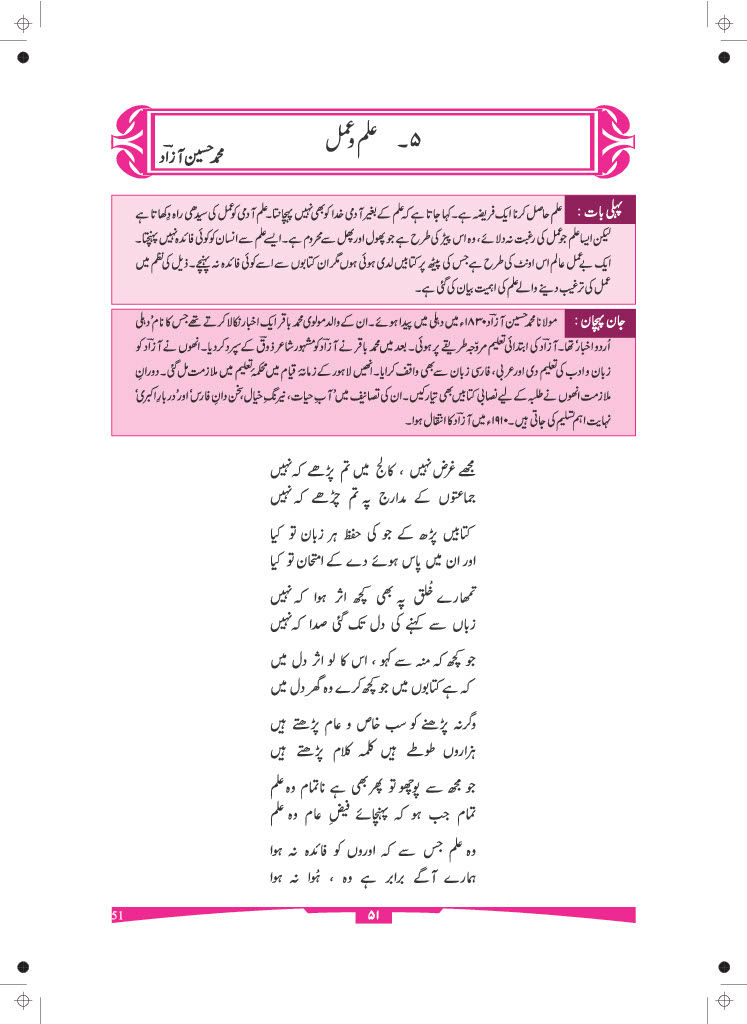 ۵۔ علم و عمل
محمد حسین آزاد
پہلی بات : علم حاصل کرنا ایک فریضہ ہے۔ کہا جاتا ہے کہ علم کے بغیر آدمی خدا کو بھی نہیں پہچانتا۔ علم آدمی کو عمل کی سیدھی راہ دکھاتا ہے
لیکن ایسا علم جو عمل کی رغبت نہ دلائے، وہ اس پیڑ کی طرح ہے جو پھول اور پھل سے محروم ہے۔ ایسے علم سے انسان کو کوئی فائدہ نہیں پہنچتا۔
ایک بے عمل عالم اس اونٹ کی طرح ہے جس کی پیٹھ پر کتابیں لدی ہوئی ہوں مگر ان کتابوں سے اسے کوئی فائدہ نہ پہنچے۔ ذیل کی نظم میں
عمل کی ترغیب دینے والے علم کی اہمیت بیان کی گئی ہے۔
جان پہچان : مولانا محمد حسین آزاد ۱۸۳۰ء میں دہلی میں پیدا ہوئے۔ ان کے والد مولوی محمد باقر ایک اخبار نکالا کرتے تھے جس کا نام 'دہلی
اُردو اخبار' تھا۔ آزاد کی ابتدائی تعلیم مروّجہ طریقے پر ہوئی۔ بعد میں محمد باقر نے آزاد کو مشہور شاعر ذوق کے سپرد کر دیا۔ انھوں نے آزاد کو
زبان و ادب کی تعلیم دی اور عربی، فارسی زبان سے بھی واقف کرایا۔ انھیں لاہور کے زمانۂ قیام میں محکمۂ تعلیم میں ملازمت مل گئی۔ دورانِ
ملازمت انھوں نے طلبہ کے لیے نصابی کتابیں بھی تیار کیں۔ ان کی تصانیف میں 'آبِ حیات، نیرنگِ خیال، سخن دانِ فارس' اور 'دربارِ اکبری'
نہایت اہم تسلیم کی جاتی ہیں۔ ۱۹۱۰ء میں آزاد کا انتقال ہوا۔
مجھے غرض نہیں ، کالج میں تم پڑھے کہ نہیں
جماعتوں کے مدارج پہ تم چڑھے کہ نہیں
کتابیں پڑھ کے جو کی حفظ ہر زبان تو کیا
اور ان میں پاس ہوئے دے کے امتحان تو کیا
تمھارے خُلق پہ بھی کچھ اثر ہوا کہ نہیں
زباں سے کہنے کی دل تک گئی صدا کہ نہیں
جو کچھ کہ منہ سے کہو ، اس کا لو اثر دل میں
کہ ہے کتابوں میں جو کچھ کرے وہ گھر دل میں
وگرنہ پڑھنے کو سب خاص و عام پڑھتے ہیں
ہزاروں طوطے ہیں کلمہ کلام پڑھتے ہیں
جو مجھ سے پوچھو تو پھر بھی ہے ناتمام وہ علم
تمام جب ہو کہ پہنچائے فیضِ عام وہ علم
وہ علم جس سے کہ اوروں کو فائدہ نہ ہوا
ہمارے آگے برابر ہے وہ ، ہُوا نہ ہوا
51
۵۱